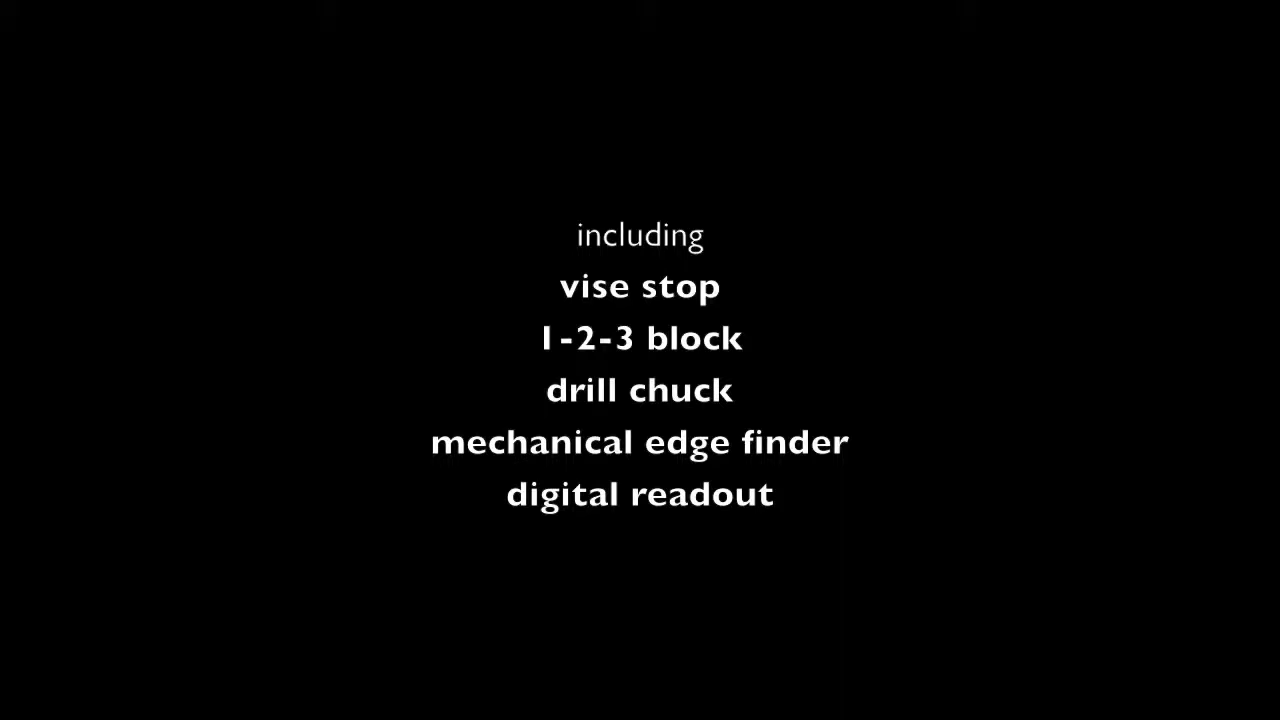 including
vise stop
1-2-3 block
drill chuck
mechanical edge finder
digital readout